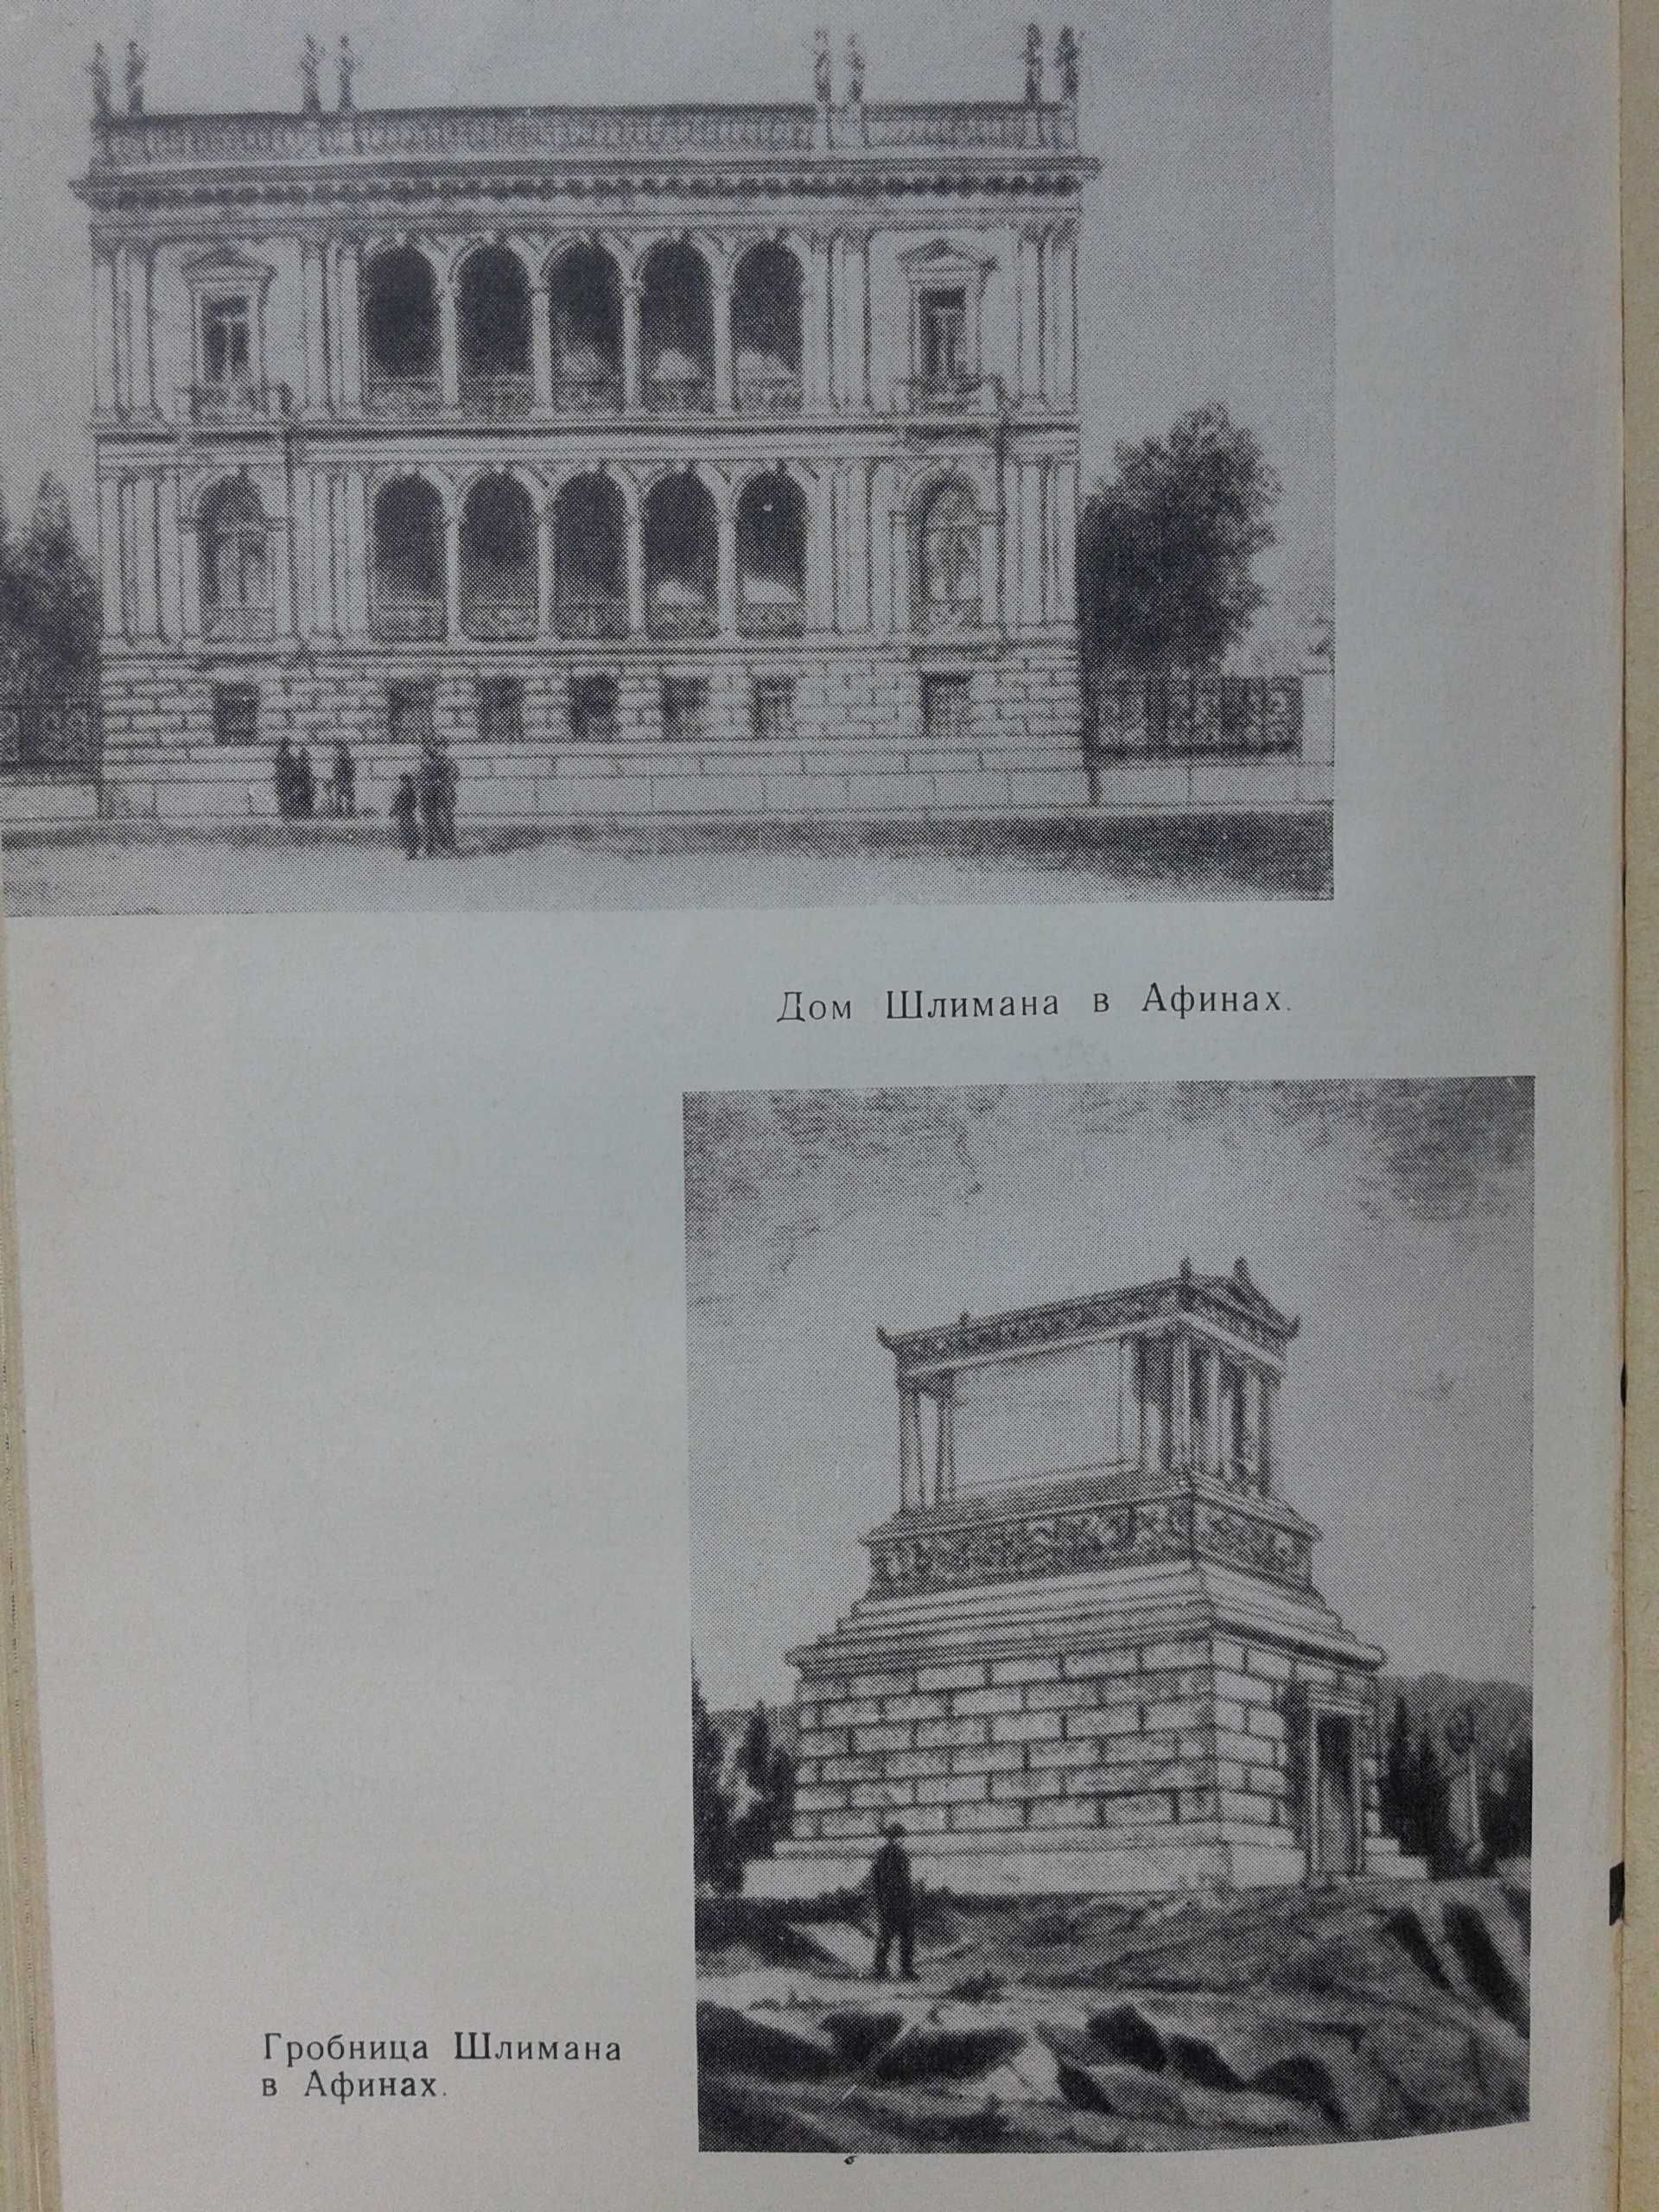 Дом Шлимана в Афинах.
Гробница Шлимана
в Афинах.